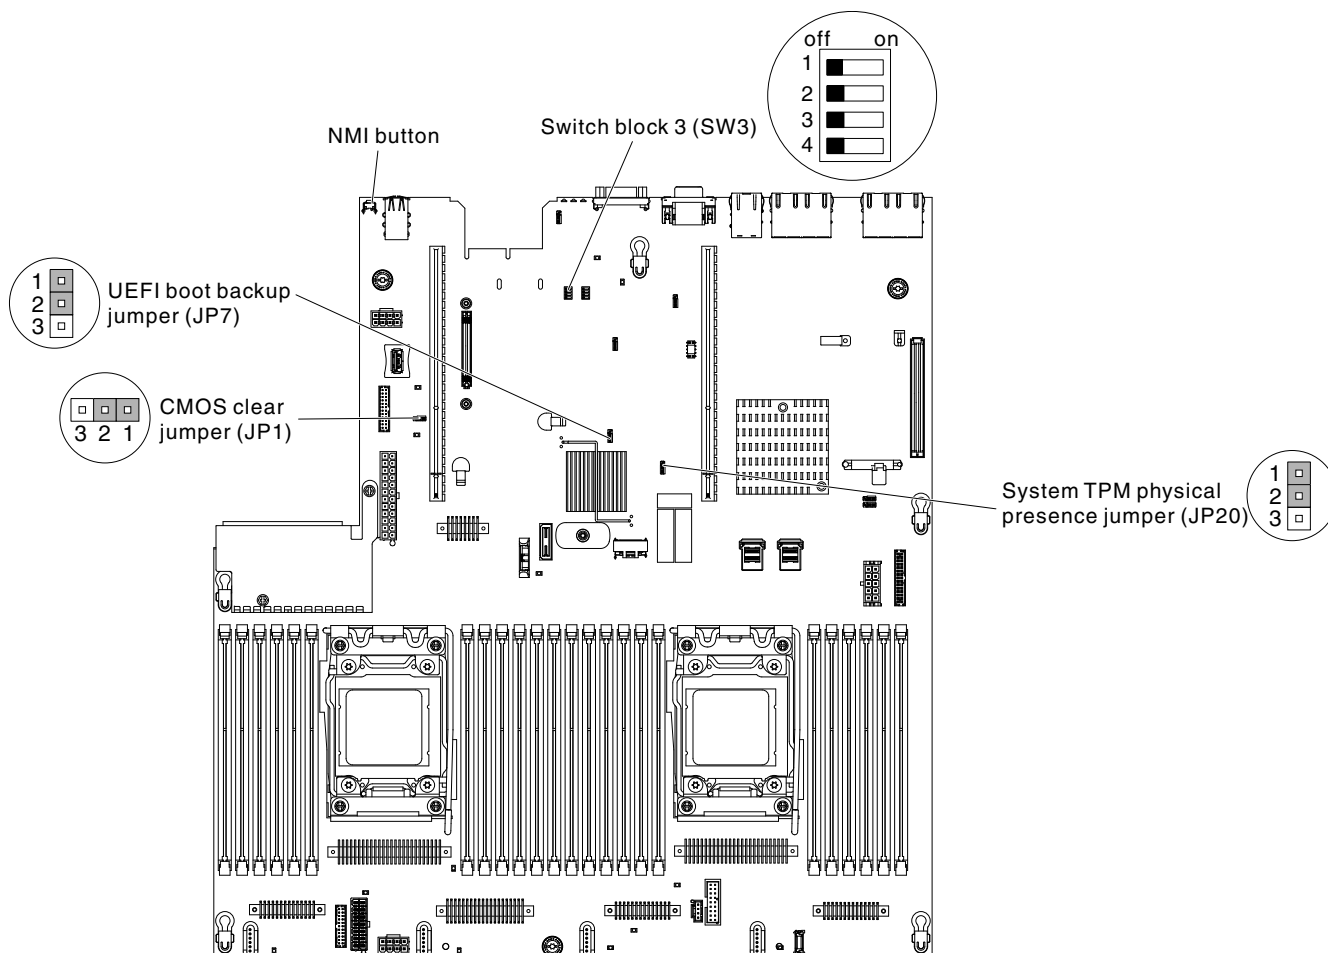 off on
1
2
3
4
Switch block 3 (SW3)
NMI button
1
2
3
UEFI boot backup
jumper (JP7)
3 2 1
CMOS clear
jumper (JP1)
System TPM physical
presence jumper (JP20)
1
2
3